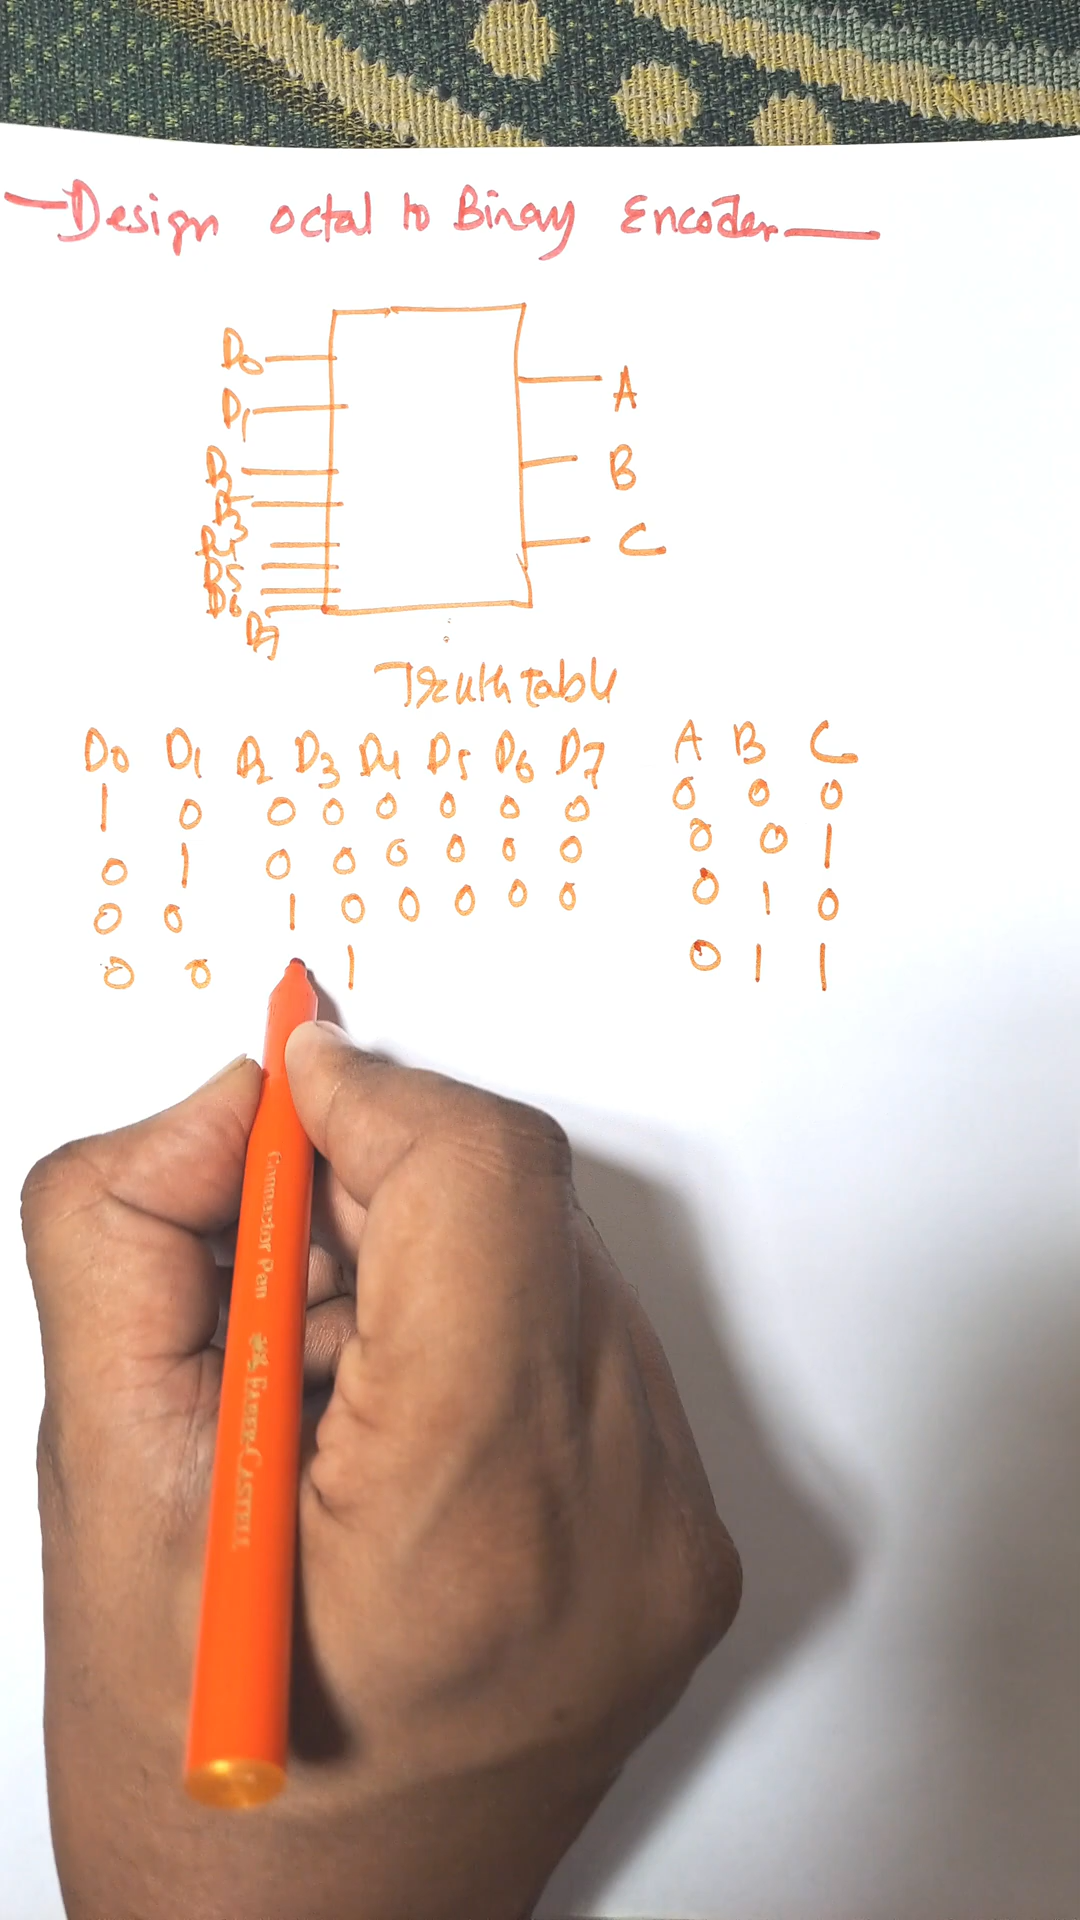 Design Octal to Binary Encoder
D0
A
D1
B
D3
C
D4
D5
D6
D7
Truth table
D0 D1 D2 D3 D4 D5 D6 D7 A B C
1 0 0 0 0 0 0 0 0 0 0
0 1 0 0 0 0 0 0 0 0 1
0 0 1 0 0 0 0 0 0 1 0
0 0 1 0 1 1
Connector Pen FABER-CASTELL